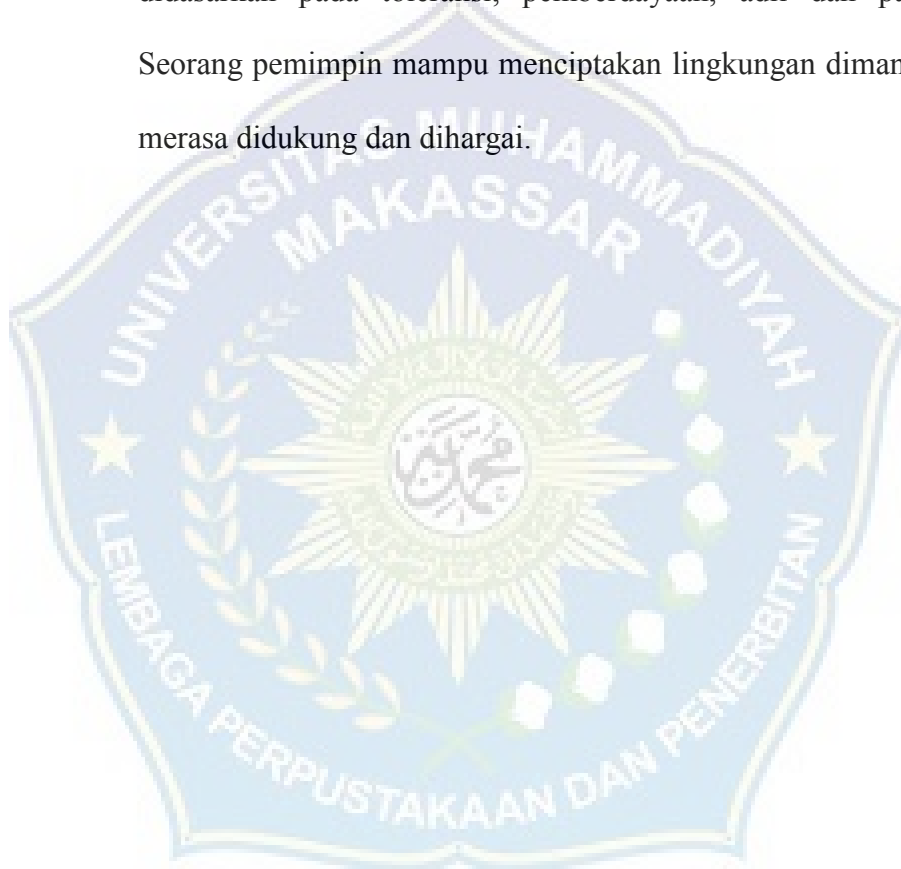 didasarkan pada toleransi, pemberdayaan, adil dan
Seorang pemimpin mampu menciptakan lingkungan diman
merasa didukung dan dihargai.
UNIVERSITAS MUHAMMADIYAH
MAKASSAR
LEMBAGA PERPUSTAKAAN DAN PENERBITAN